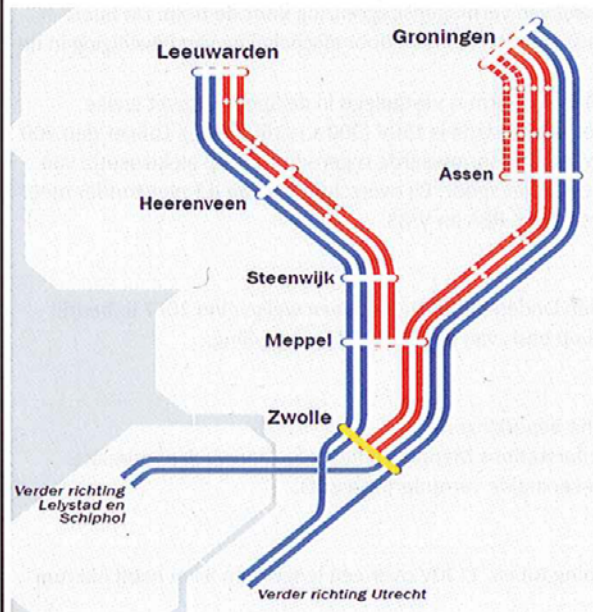 Groningen
Leeuwarden
Assen
Heerenveen
Steenwijk
Meppel
Zwolle
Verder richting
Lelystad en
Schiphol
Verder richting Utrecht